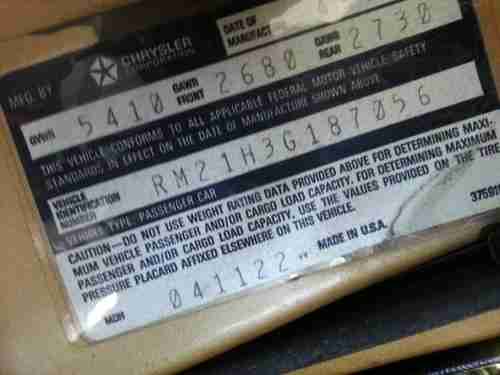 MFG. BY CHRYSLER CORPORATION DATE OF MANUFACT
GVWR 5410 GAWR FRONT 2680 GAWR REAR 2730
THIS VEHICLE CONFORMS TO ALL APPLICABLE FEDERAL MOTOR VEHICLE SAFETY
STANDARDS IN EFFECT ON THE DATE OF MANUFACTURE SHOWN ABOVE.
VEHICLE IDENTIFICATION NUMBER RM21H3G187056
VEHICLE TYPE: PASSENGER CAR
CAUTION—DO NOT USE WEIGHT RATING DATA PROVIDED ABOVE FOR DETERMINING MAXI-
MUM VEHICLE PASSENGER AND/OR CARGO LOAD CAPACITY. FOR DETERMINING MAXIMUM
PASSENGER AND/OR CARGO LOAD CAPACITY, USE THE VALUES PROVIDED ON THE TIRE
PRESSURE PLACARD AFFIXED ELSEWHERE ON THIS VEHICLE.
MDH 041122" MADE IN U.S.A. 3755